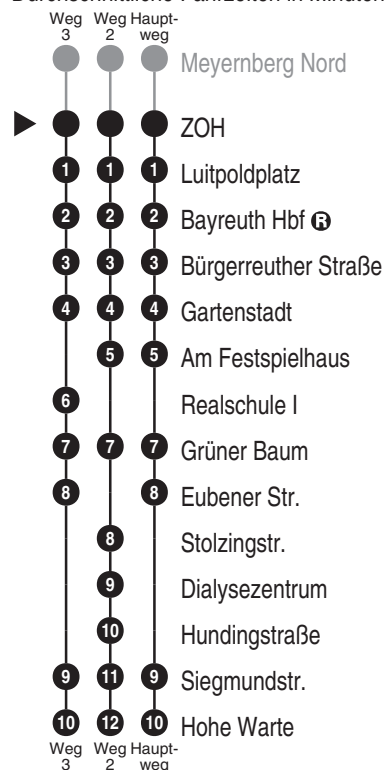 Durchschnittliche Fahrzeiten in Minuten
Weg 3 Weg 2 Haupt-weg
Meyernberg Nord
ZOH
1 1 1 Luitpoldplatz
2 2 2 Bayreuth Hbf R
3 3 3 Bürgerreuther Straße
4 4 4 Gartenstadt
5 5 Am Festspielhaus
6 Realschule I
7 7 7 Grüner Baum
8 8 Eubener Str.
8 Stolzingstr.
9 Dialysezentrum
10 Hundingstraße
9 11 9 Siegmundstr.
10 12 10 Hohe Warte
Weg 3 Weg 2 Haupt-weg